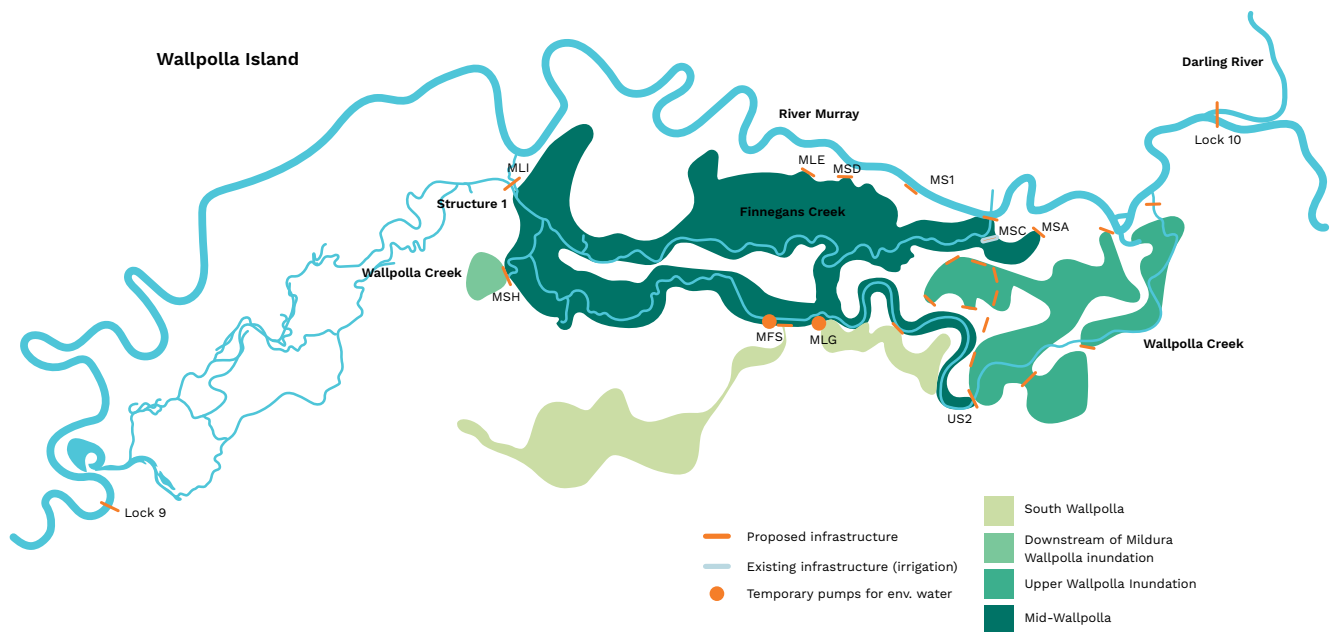 Wallpolla Island
Darling River
River Murray
Lock 10
MLE
MSD
MLI
MS1
Structure 1
Finnegans Creek
MSC
MSA
Wallpolla Creek
MSH
MFS
MLG
Wallpolla Creek
US2
Lock 9
Proposed infrastructure
Existing infrastructure (irrigation)
Temporary pumps for env. water
South Wallpolla
Downstream of Mildura
Wallpolla inundation
Upper Wallpolla Inundation
Mid-Wallpolla